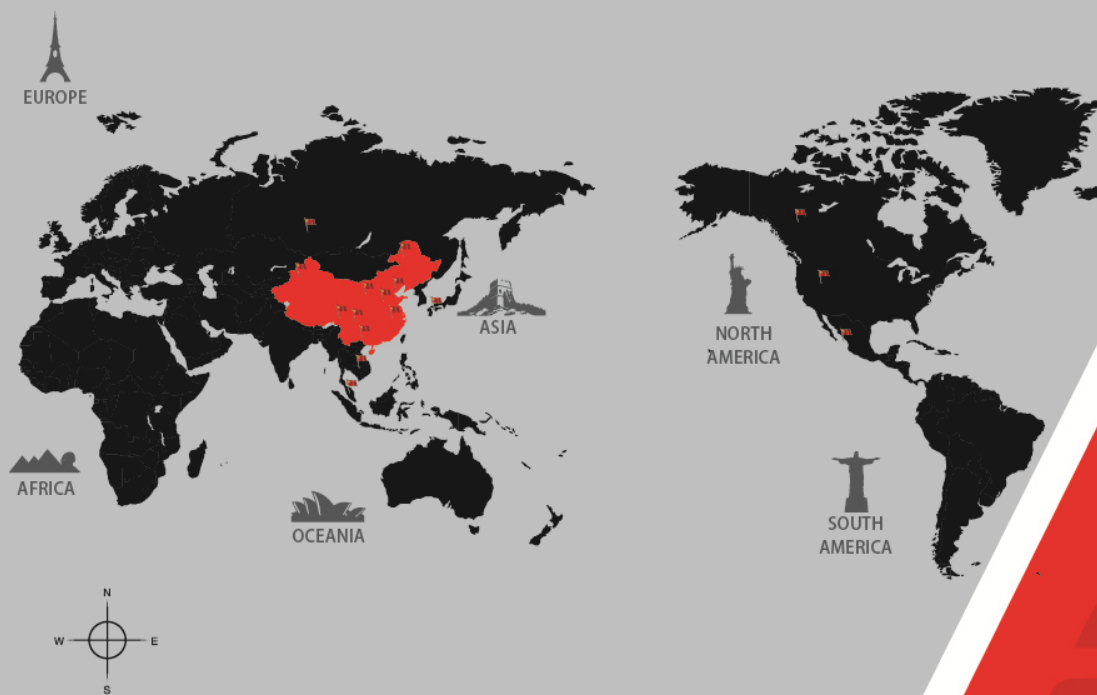 EUROPE
ASIA
NORTH
AMERICA
AFRICA
OCEANIA
SOUTH
AMERICA
N
W
E
S